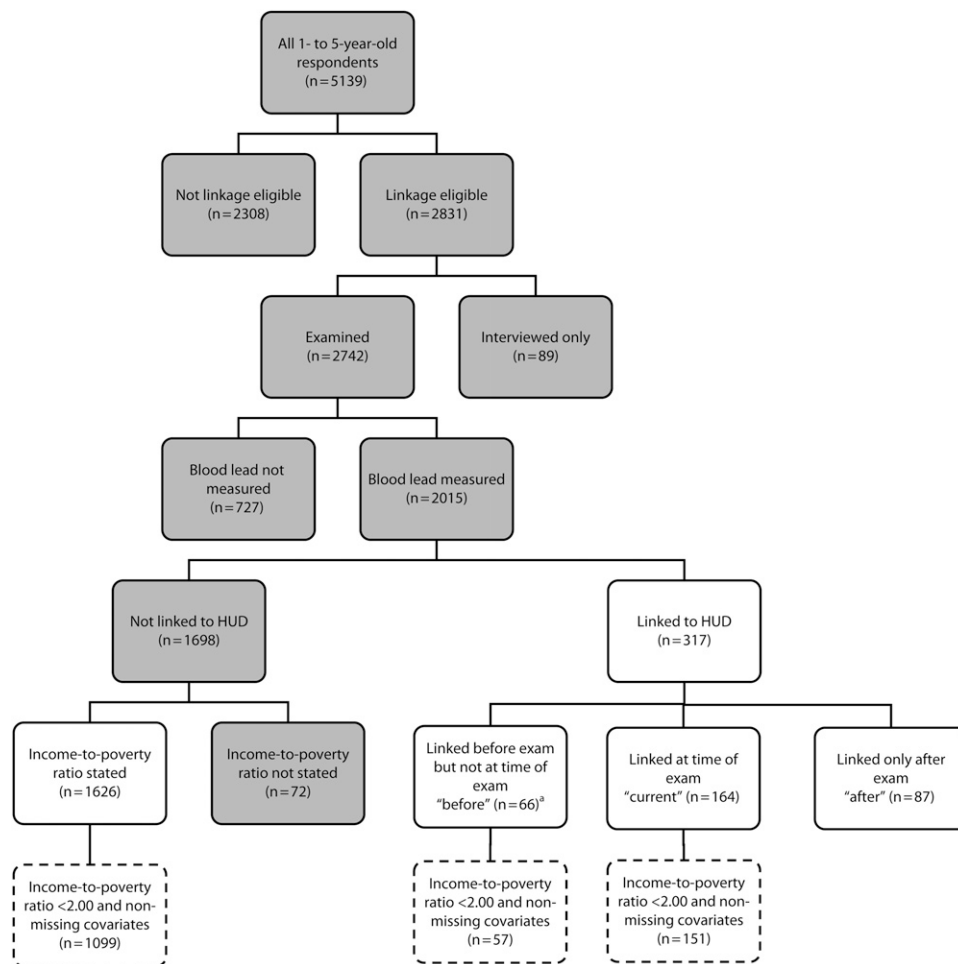 All 1- to 5-year-old
respondents
(n=5139)
Not linkage eligible
(n=2308)
Linkage eligible
(n=2831)
Examined
(n=2742)
Interviewed only
(n=89)
Blood lead not
measured
(n=727)
Blood lead measured
(n=2015)
Not linked to HUD
(n=1698)
Linked to HUD
(n=317)
Income-to-poverty
ratio stated
(n=1626)
Income-to-poverty
ratio not stated
(n=72)
Linked before exam
but not at time of
exam
“before” (n=66)ᵃ
Linked at time of
exam
“current” (n=164)
Linked only after
exam
“after” (n=87)
Income-to-poverty
ratio <2.00 and non-
missing covariates
(n=1099)
Income-to-poverty
ratio <2.00 and non-
missing covariates
(n=57)
Income-to-poverty
ratio <2.00 and non-
missing covariates
(n=151)